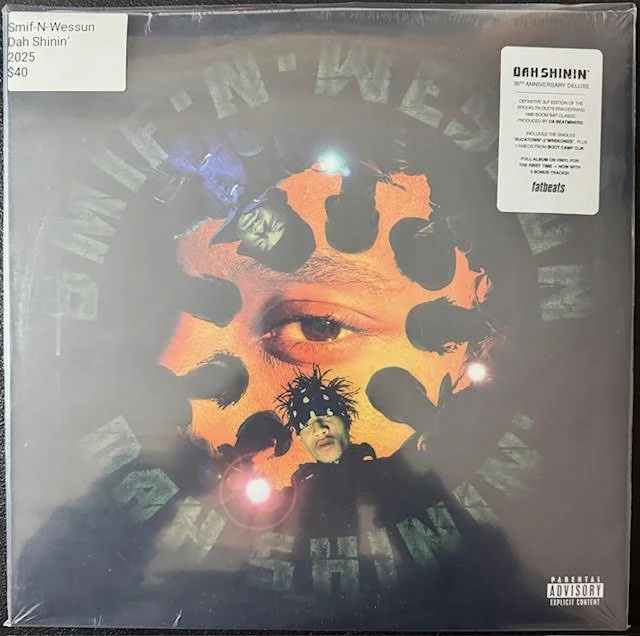 Smif-N-Wessun
Dah Shinin'
2025
$40
DAH SHININ'
30TH ANNIVERSARY DELUXE
DEFINITIVE 2LP EDITION OF THE
BROOKLYN DUO'S ERA-DEFINING
1995 BOOM BAP CLASSIC
PRODUCED BY DA BEATMINERZ.
INCLUDES THE SINGLES
"BUCKTOWN" & "WREKONIZE", PLUS
CAMEOS FROM BOOT CAMP CLIK
FULL ALBUM ON VINYL FOR
THE FIRST TIME — NOW WITH
3 BONUS TRACKS!
fatbeats
SMIF·N·WESSUN
DAH SHININ'
PARENTAL
ADVISORY
EXPLICIT CONTENT